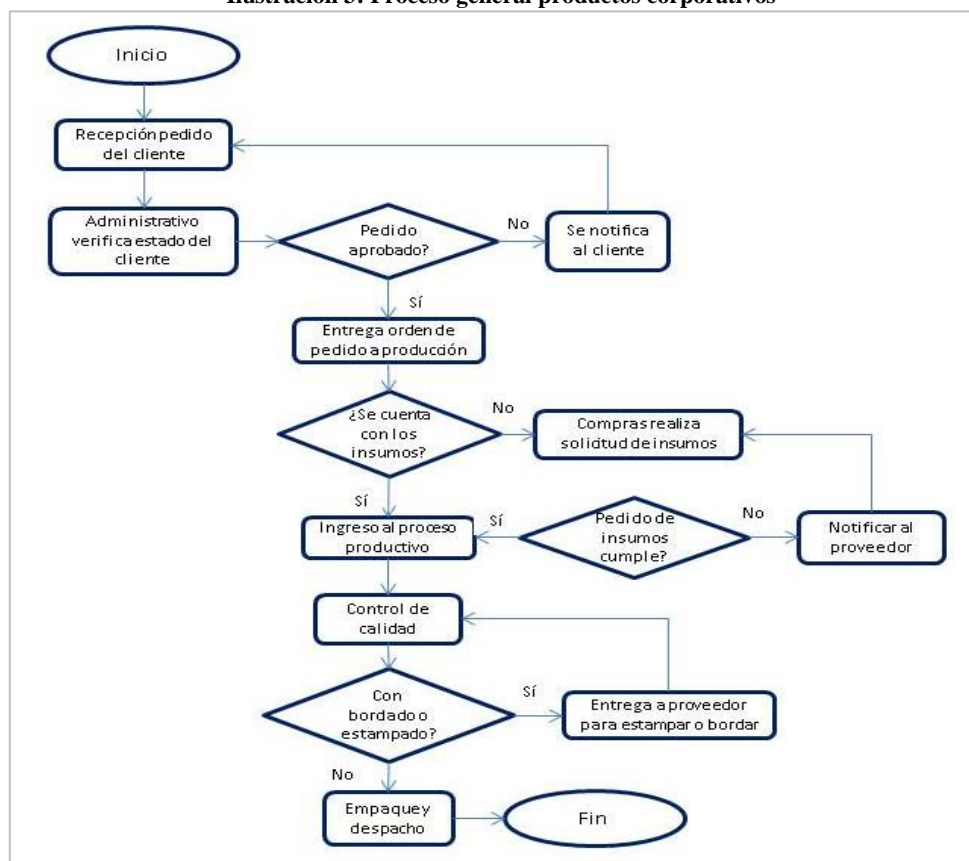 Ilustración 3. Proceso general productos corporativos
Inicio
Recepción pedido
del cliente
Administrativo
verifica estado del
cliente
Pedido
aprobado?
No
Se notifica
al cliente
Sí
Entrega orden de
pedido a producción
¿Se cuenta
con los
insumos?
No
Compras realiza
solicitud de insumos
Sí
Ingreso al proceso
productivo
Sí
Pedido de
insumos
cumple?
No
Notificar al
proveedor
Control de
calidad
Con
bordado o
estampado?
Sí
Entrega a proveedor
para estampar o bordar
No
Empaque y
despacho
Fin